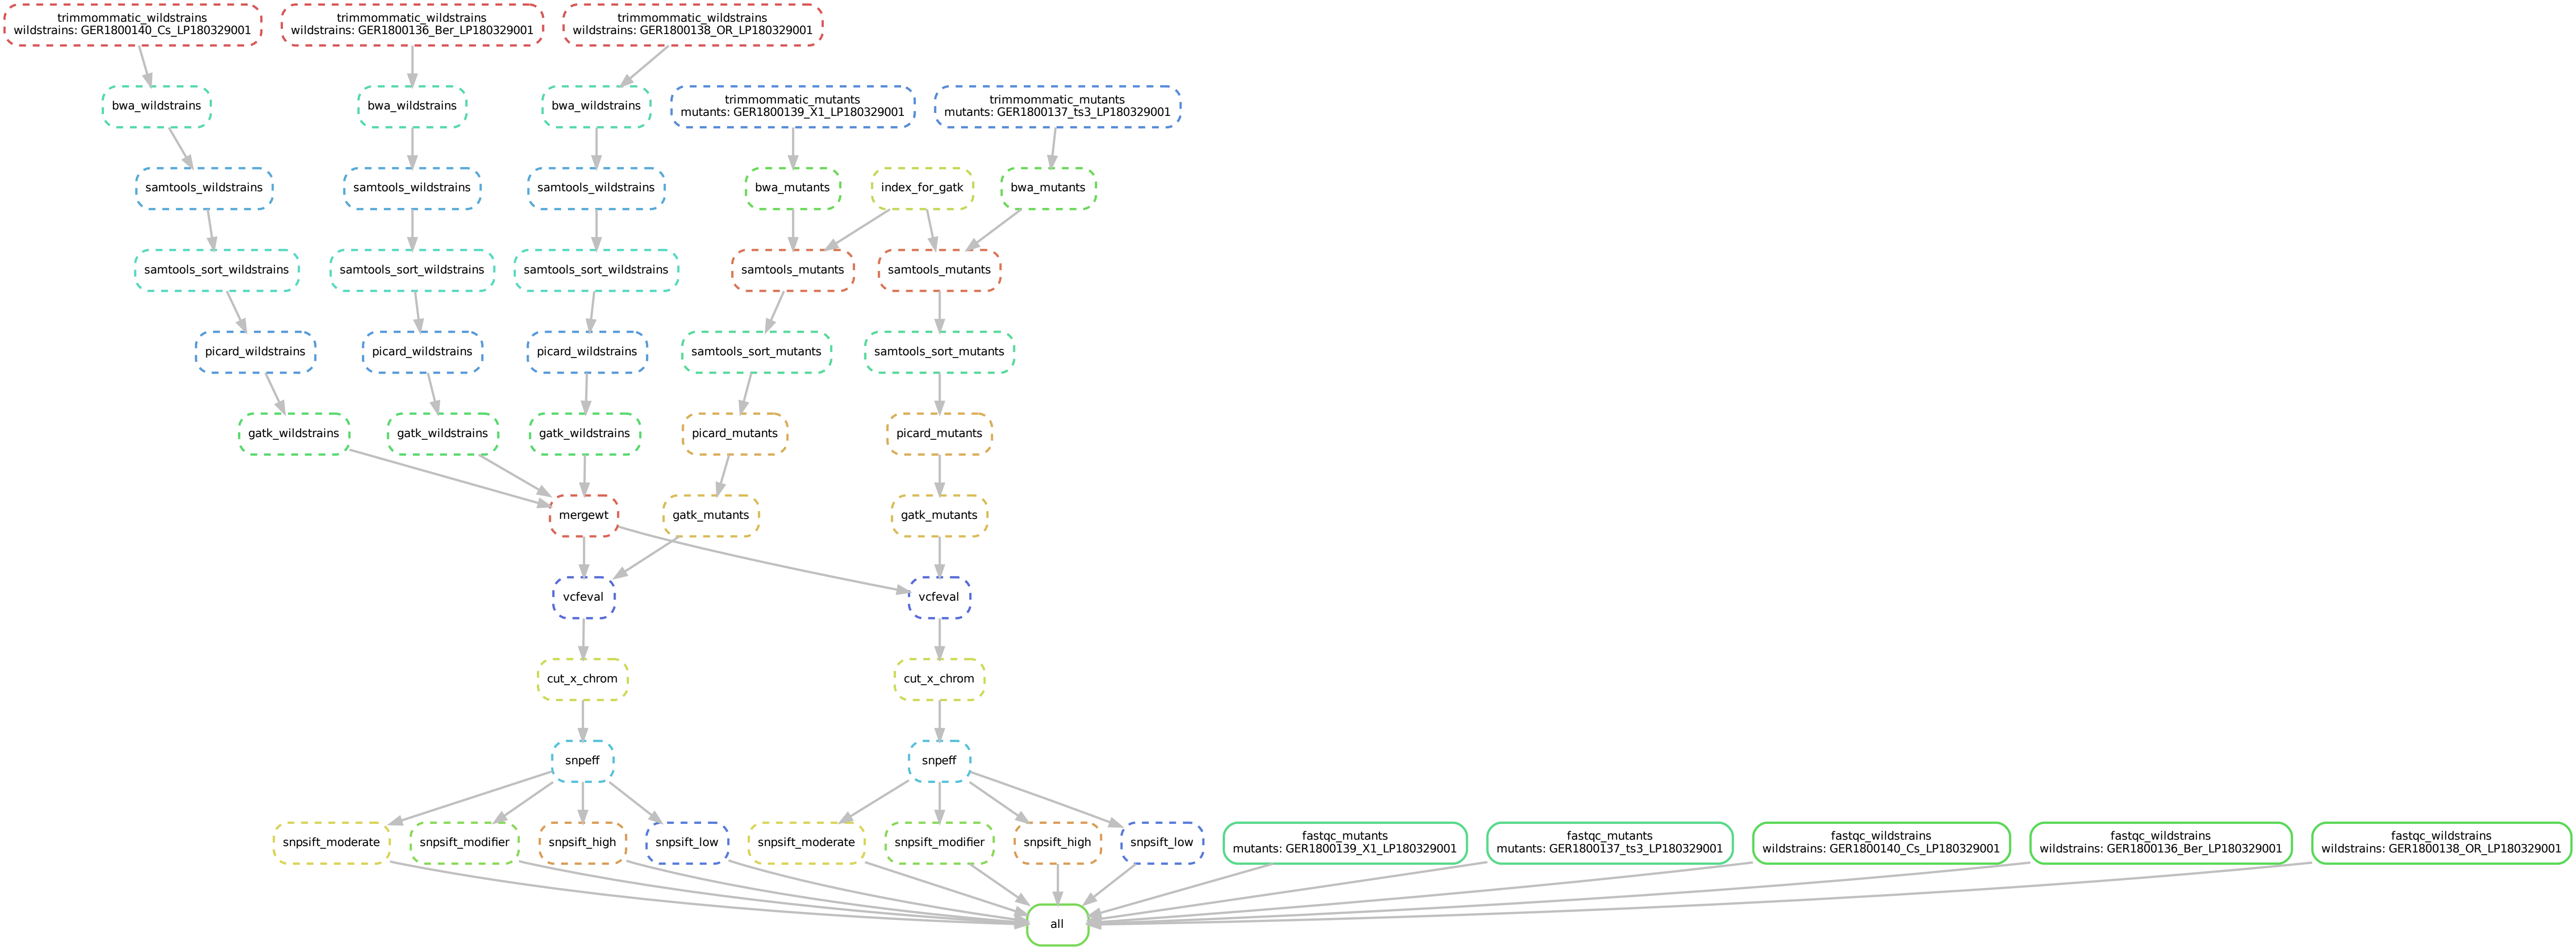 trimmommatic_wildstrains
wildstrains: GER1800140_Cs_LP180329001
trimmommatic_wildstrains
wildstrains: GER1800136_Ber_LP180329001
trimmommatic_wildstrains
wildstrains: GER1800138_OR_LP180329001
bwa_wildstrains
bwa_wildstrains
bwa_wildstrains
trimmommatic_mutants
mutants: GER1800139_X1_LP180329001
trimmommatic_mutants
mutants: GER1800137_ts3_LP180329001
samtools_wildstrains
samtools_wildstrains
samtools_wildstrains
bwa_mutants
index_for_gatk
bwa_mutants
samtools_sort_wildstrains
samtools_sort_wildstrains
samtools_sort_wildstrains
samtools_mutants
samtools_mutants
picard_wildstrains
picard_wildstrains
picard_wildstrains
samtools_sort_mutants
samtools_sort_mutants
gatk_wildstrains
gatk_wildstrains
gatk_wildstrains
picard_mutants
picard_mutants
mergewt
gatk_mutants
gatk_mutants
vcfeval
vcfeval
cut_x_chrom
cut_x_chrom
snpeff
snpeff
snpsift_moderate
snpsift_modifier
snpsift_high
snpsift_low
snpsift_moderate
snpsift_modifier
snpsift_high
snpsift_low
fastqc_mutants
mutants: GER1800139_X1_LP180329001
fastqc_mutants
mutants: GER1800137_ts3_LP180329001
fastqc_wildstrains
wildstrains: GER1800140_Cs_LP180329001
fastqc_wildstrains
wildstrains: GER1800136_Ber_LP180329001
fastqc_wildstrains
wildstrains: GER1800138_OR_LP180329001
all